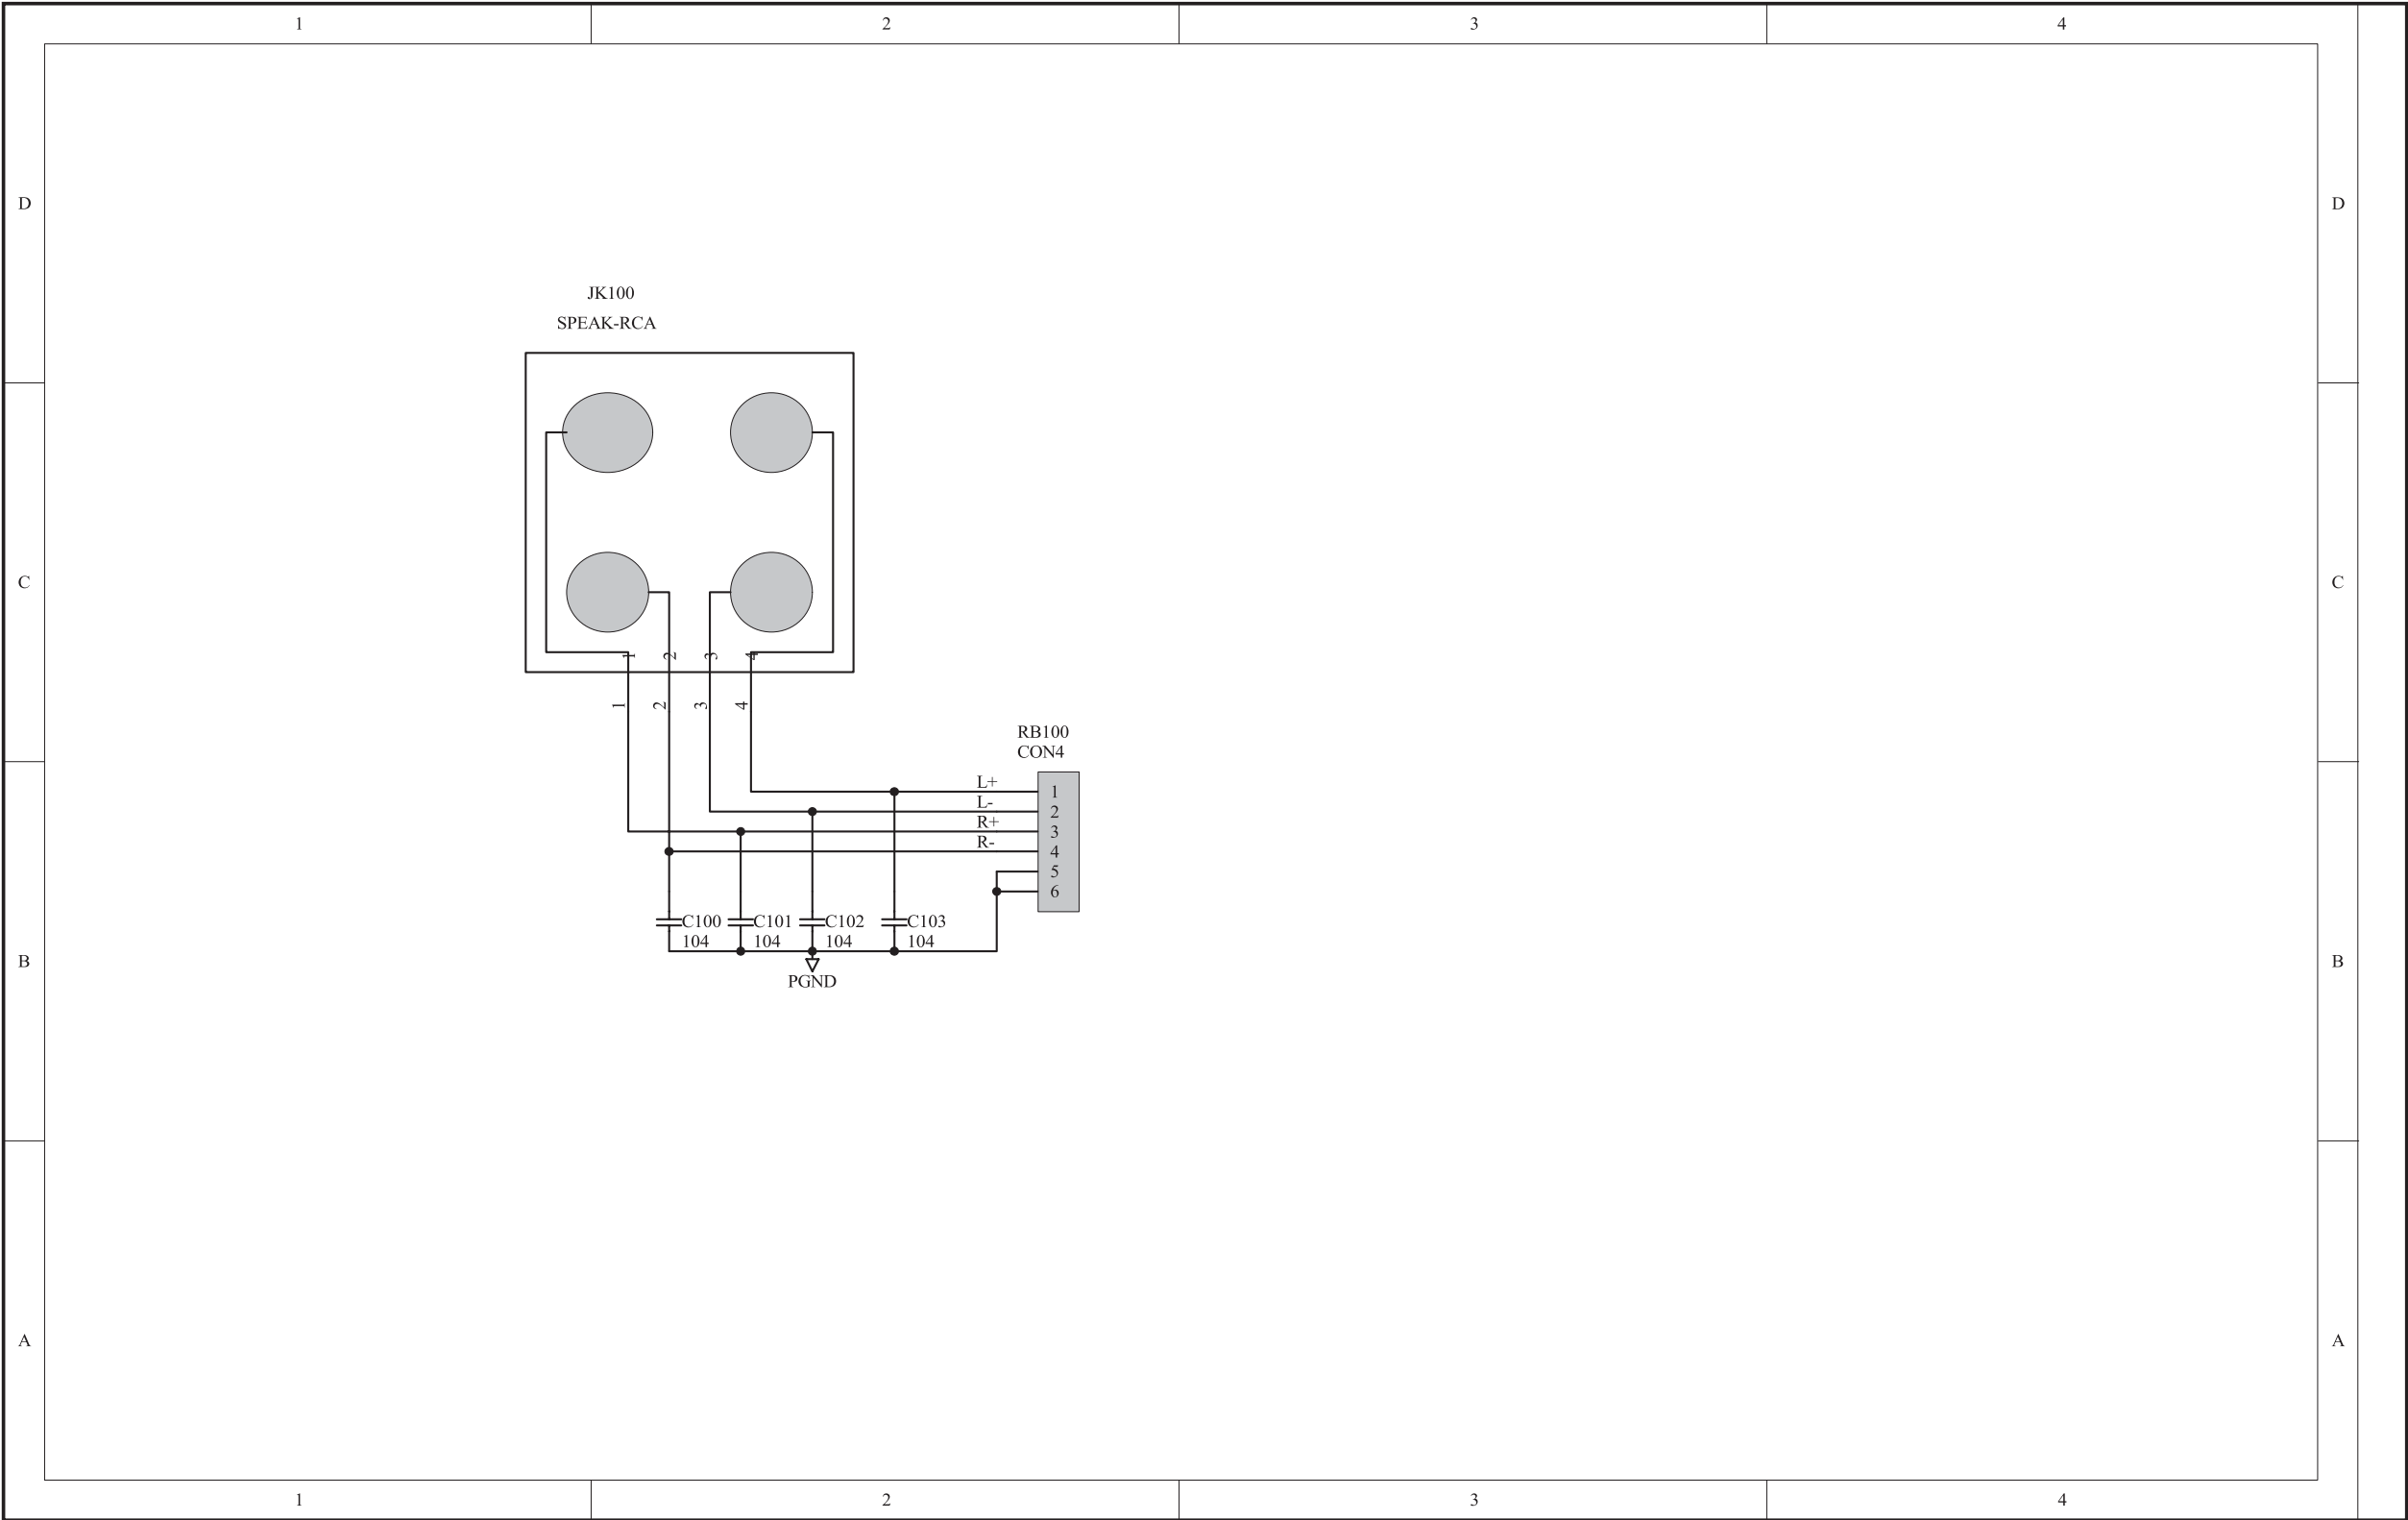 1 2 3 4
D D
JK100
SPEAK-RCA
C C
1 2 3 4
1 2 3 4
RB100
CON4
L+ 1
L- 2
R+ 3
R- 4
5
6
C100 C101 C102 C103
104 104 104 104
B B
PGND
A A
1 2 3 4